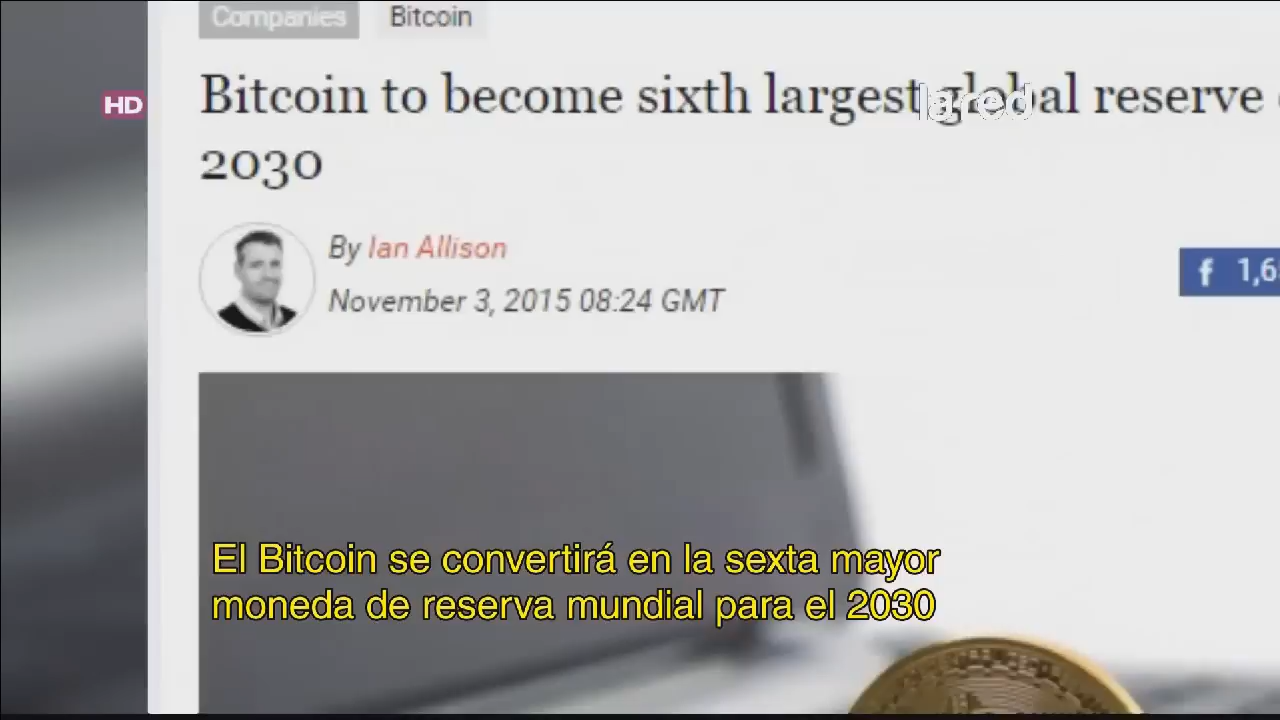 Companies Bitcoin
HD
Bitcoin to become sixth largest global reserve
lared
2030
By Ian Allison
November 3, 2015 08:24 GMT
f 1,6
El Bitcoin se convertirá en la sexta mayor
moneda de reserva mundial para el 2030